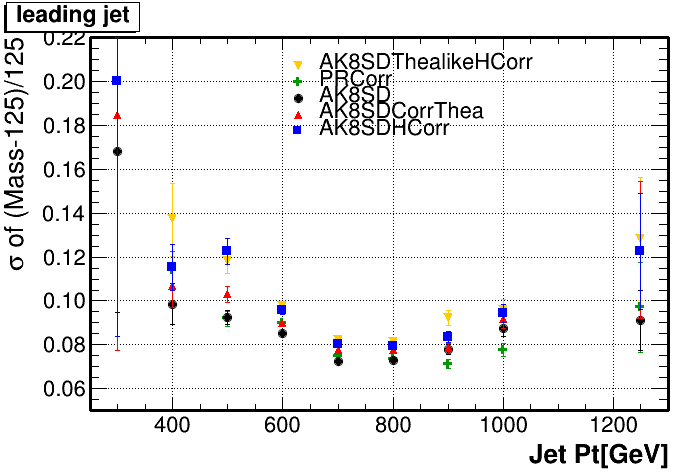 leading jet
σ of (Mass-125)/125
0.22
0.20
0.18
0.16
0.14
0.12
0.10
0.08
0.06
AK8SDThealikeHCorr
PRCorr
AK8SD
AK8SDCorrThea
AK8SDHCorr
400 600 800 1000 1200
Jet Pt[GeV]